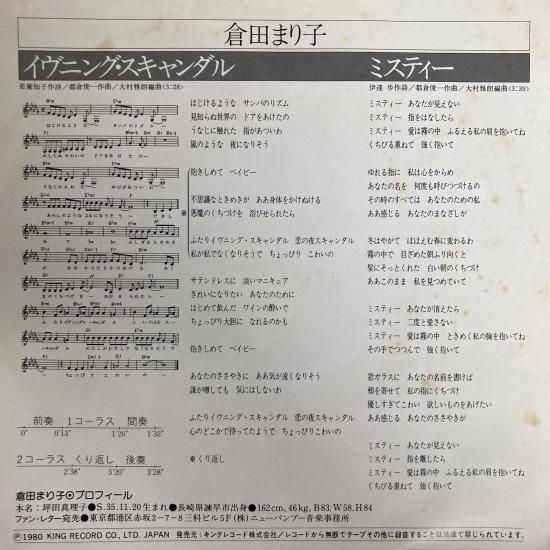 倉田まり子
イヴニング・スキャンダル
亜蘭知子作詩／都倉俊一作曲／大村雅朗編曲〈3:28〉
はじけるような サンバのリズム
見知らぬ世界の ドアをあけたの
うなじに触れた 指があついわ
嵐のような 夜になりそう
抱きしめて ベイビー
不思議なときめきが ああ身体をかけぬける
※ 悪魔のくちづけを 浴びせられたら
ふたりイヴニング・スキャンダル 恋の夜スキャンダル
私が私でなくなりそうで ちょっぴり こわいの
サテンドレスに 淡いマニキュア
きれいになりたい あなたのために
はじめて飲んだ ワインの酔いで
ちょっぴり大胆に なれるのかも
抱きしめて ベイビー
あなたのささやきに ああ気が遠くなりそう
誰が噂しても 気にはしないわ
ふたりイヴニング・スキャンダル 恋の夜スキャンダル
心のどこかで待ってたようで ちょっぴりこわいの
※ くり返し
前奏 1コーラス 間奏
0 0'13" 1'20" 1'32"
2コーラス くり返し 後奏
2'38" 3'20" 3'28"
ミスティー
伊達 歩作詩／都倉俊一作曲／大村雅朗編曲〈3:39〉
ミスティー あなたが見えない
ミスティー 指をはなしたら
ミスティー 愛は霧の中 ふるえる私の肩を抱いてね
くちびる重ねて 強く抱いて
ゆれる指に 私は心をからめ
あなたの名を 何度も呼びつづけるの
その時のすべては あなたのための私
ああ感じる あなたのまなざしが
冬はやがて ほほえむ春に変わるわ
霧の中で 目ざめた朝ふり向くと
髪にそっとくれた 白い朝のくちづけ
ああこのまま 私を見つめていて
ミスティー あなたが消えたら
ミスティー 二度と愛さない
ミスティー 愛は霧の中 ときめく私の胸を抱いてね
その手でつつんで 強く抱いて
窓ガラスに あなたの名前を書けば
頬を寄せて 私の指にくちづけ
優しすぎてこわい 欲しいものをあげたい
ああ感じる あなたのささやきが
ミスティー あなたが見えない
ミスティー 指を離したら
ミスティー 愛は霧の中 ふるえる私の肩を抱いてね
くちびる重ねて 強く抱いて
倉田まり子⦿プロフィール
本名：坪田真理子●S.35.11.20生まれ●長崎県諫早市出身●162cm, 46kg, B83, W58, H84
ファン・レター宛先●東京都港区赤坂2－7－8三科ビル5F（株）ニューバンブー音楽事務所
Ⓟ1980 KING RECORD CO., LTD. JAPAN 発売元：キングレコード株式会社／レコードから無断でテープその他に録音することは法律で禁じられています。